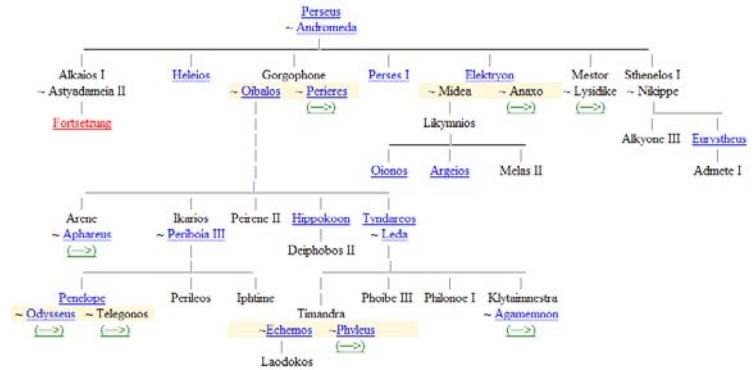 Perseus
~ Andromeda
Alkaios I Heleios Gorgophone Perses I Elektryon Mestor Sthenelos I
~ Astyadameia II ~ Oibalos ~ Perieres ~ Midea ~ Anaxo ~ Lysidike ~ Nikippe
(—>) (—>) (—>)
Fortsetzung Likymnios Alkyone III Eurystheus
Oionos Argeios Melas II Admete I
Arene Ikarios Peirene II Hippokoon Tyndareos
~ Aphareus ~ Periboia III ~ Leda
(—>) Deiphobos II
Penelope Perileos Iphtime Timandra Phoibe III Philonoe I Klytaimnestra
~ Odysseus ~ Telegonos ~Echemos ~Phyleus ~ Agamemnon
(—>) (—>) (—>) (—>)
Laodokos